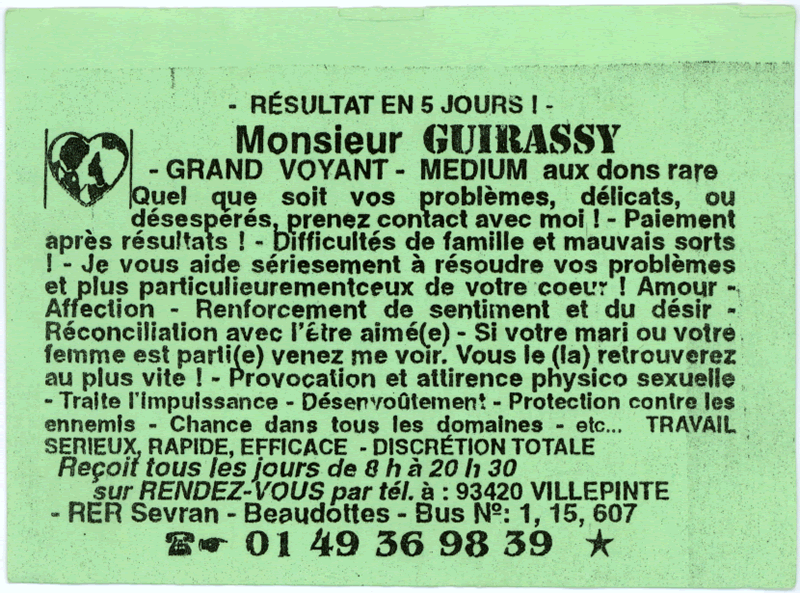 - RÉSULTAT EN 5 JOURS ! -
Monsieur GUIRASSY
- GRAND VOYANT - MEDIUM aux dons rare
Quel que soit vos problèmes, délicats, ou
désespérés, prenez contact avec moi ! - Paiement
après résultats ! - Difficultés de famille et mauvais sorts
! - Je vous aide sériesement à résoudre vos problèmes
et plus particulieurementceux de votre coeur ! Amour -
Affection - Renforcement de sentiment et du désir -
Réconciliation avec l'être aimé(e) - Si votre mari ou votre
femme est parti(e) venez me voir. Vous le (la) retrouverez
au plus vite ! - Provocation et attirence physico sexuelle
- Traite l'impuissance - Désenvoûtement - Protection contre les
ennemis - Chance dans tous les domaines - etc... TRAVAIL
SERIEUX, RAPIDE, EFFICACE - DISCRÉTION TOTALE
Reçoit tous les jours de 8 h à 20 h 30
sur RENDEZ-VOUS par tél. à : 93420 VILLEPINTE
- RER Sevran - Beaudottes - Bus Nº: 1, 15, 607
01 49 36 98 39